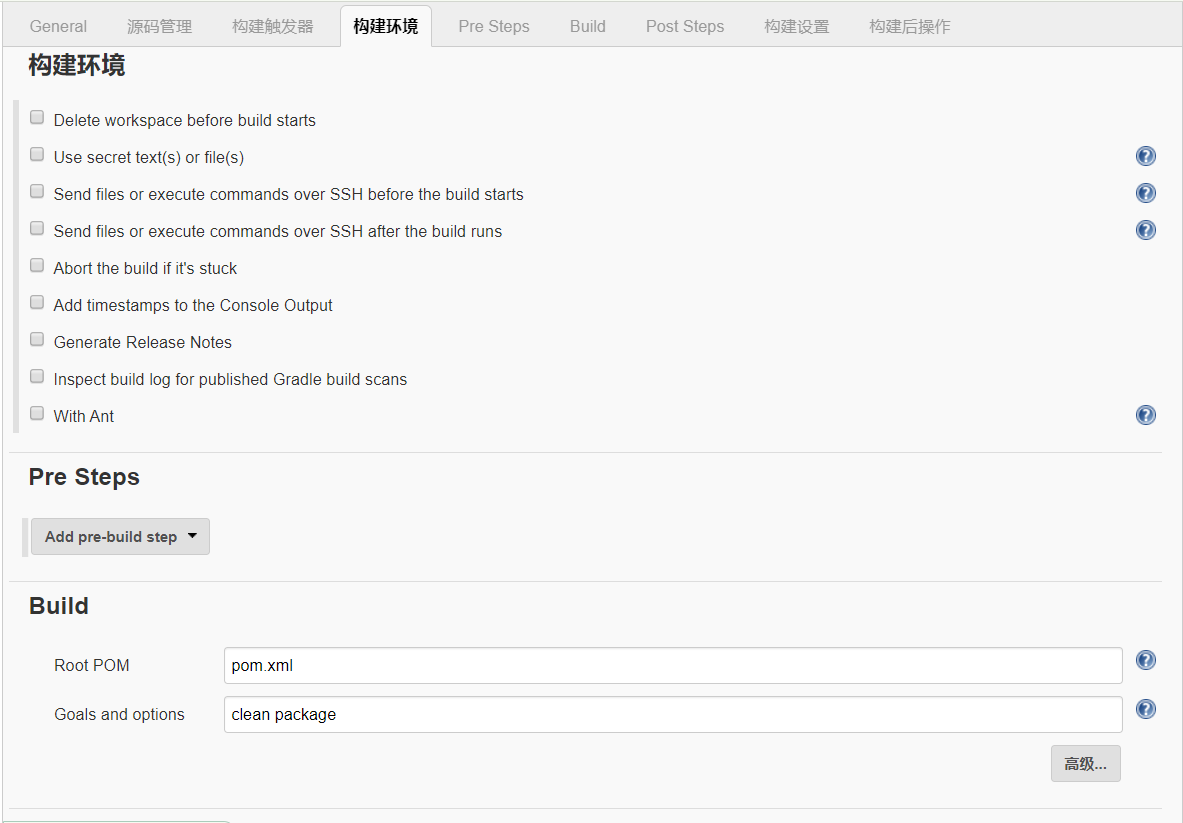 General 源码管理 构建触发器 构建环境 Pre Steps Build Post Steps 构建设置 构建后操作
构建环境
Delete workspace before build starts
Use secret text(s) or file(s)
Send files or execute commands over SSH before the build starts
Send files or execute commands over SSH after the build runs
Abort the build if it's stuck
Add timestamps to the Console Output
Generate Release Notes
Inspect build log for published Gradle build scans
With Ant
Pre Steps
Add pre-build step
Build
Root POM pom.xml
Goals and options clean package
高级...